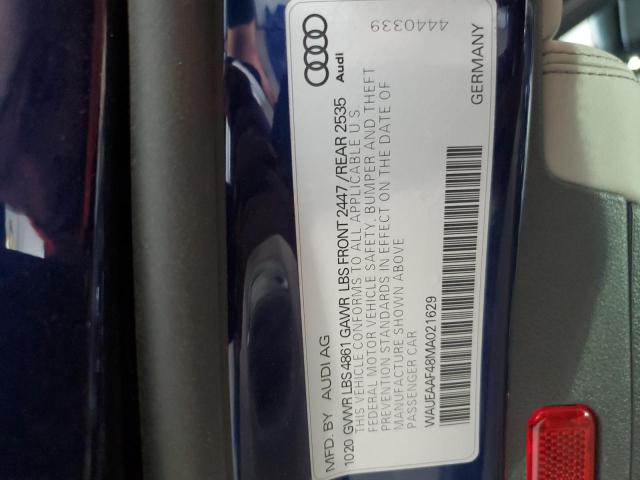 MFD. BY AUDI AG
1020 GVWR LBS 4861 GAWR LBS FRONT 2447 / REAR 2535
THIS VEHICLE CONFORMS TO ALL APPLICABLE U S
FEDERAL MOTOR VEHICLE SAFETY, BUMPER AND THEFT
PREVENTION STANDARDS IN EFFECT ON THE DATE OF
MANUFACTURE SHOWN ABOVE
PASSENGER CAR
WAUEAAF48MA021629
GERMANY
Audi
4440339